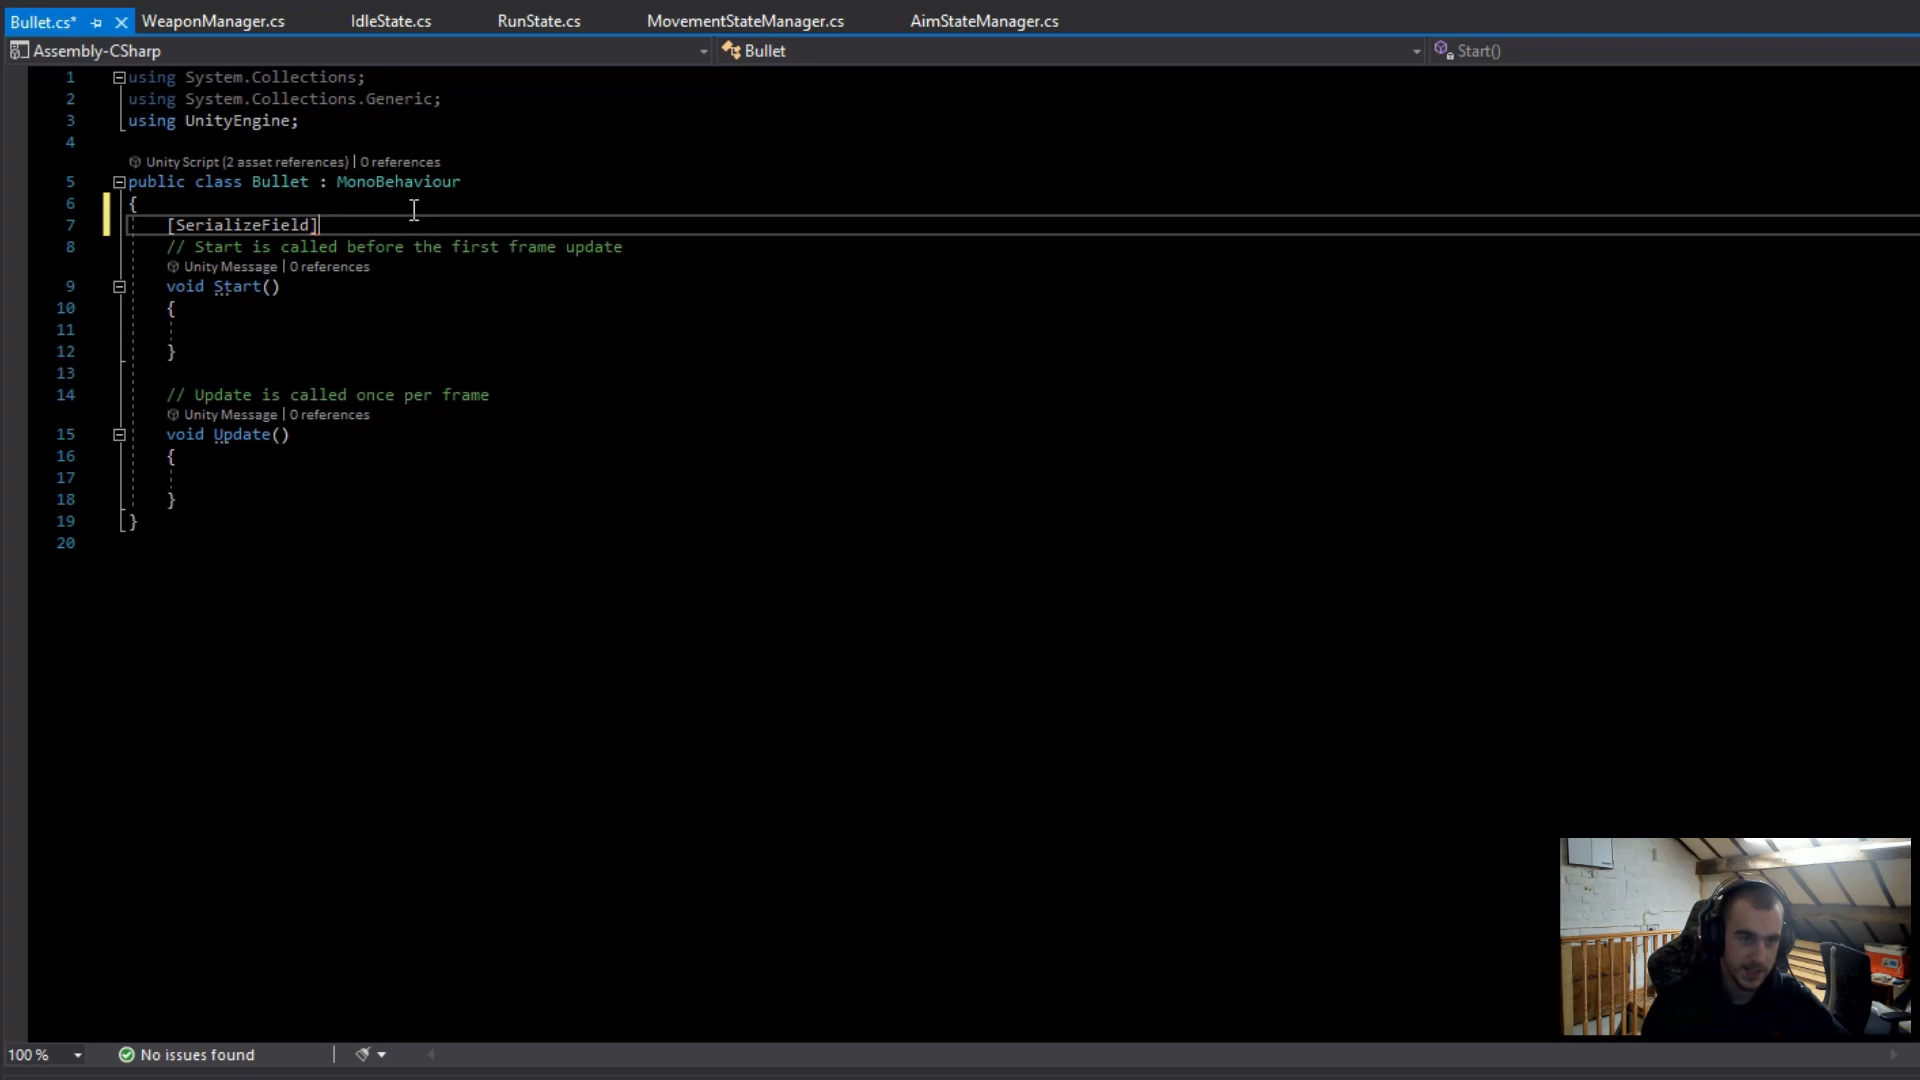 Bullet.cs* WeaponManager.cs IdleState.cs RunState.cs MovementStateManager.cs AimStateManager.cs
Assembly-CSharp Bullet Start()
1 using System.Collections;
2 using System.Collections.Generic;
3 using UnityEngine;
4
Unity Script (2 asset references) | 0 references
5 public class Bullet : MonoBehaviour
6 {
7 [SerializeField]
8 // Start is called before the first frame update
Unity Message | 0 references
9 void Start()
10 {
11
12 }
13
14 // Update is called once per frame
Unity Message | 0 references
15 void Update()
16 {
17
18 }
19 }
20
100 % No issues found